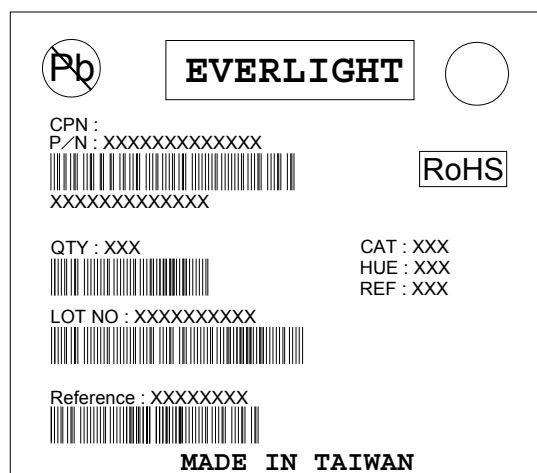 Pb
EVERLIGHT
CPN :
P/N : XXXXXXXXXXXXX
RoHS
XXXXXXXXXXXXX
QTY : XXX
CAT : XXX
HUE : XXX
REF : XXX
LOT NO : XXXXXXXXXX
Reference : XXXXXXXX
MADE IN TAIWAN